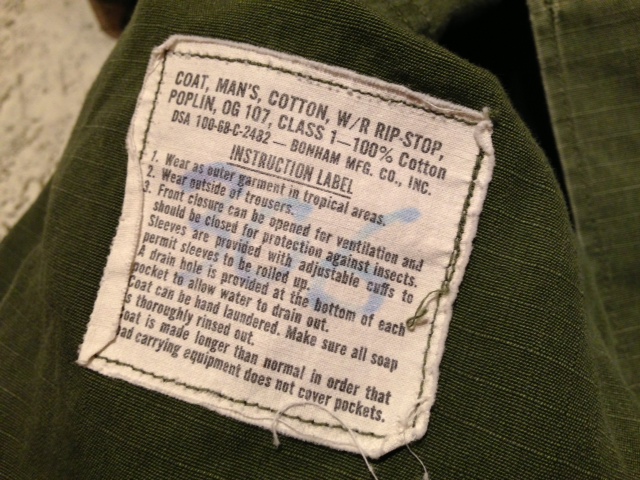 COAT, MAN'S, COTTON, W/R RIP-STOP,
POPLIN, OG 107, CLASS 1—100% Cotton
DSA 100-68-C-2482 — BONHAM MFG. CO., INC.
INSTRUCTION LABEL
1. Wear as outer garment in tropical areas.
2. Wear outside of trousers.
3. Front closure can be opened for ventilation and
should be closed for protection against insects.
Sleeves are provided with adjustable cuffs to
permit sleeves to be rolled up.
A drain hole is provided at the bottom of each
pocket to allow water to drain out.
Coat can be hand laundered. Make sure all soap
is thoroughly rinsed out.
oat is made longer than normal in order that
ad carrying equipment does not cover pockets.